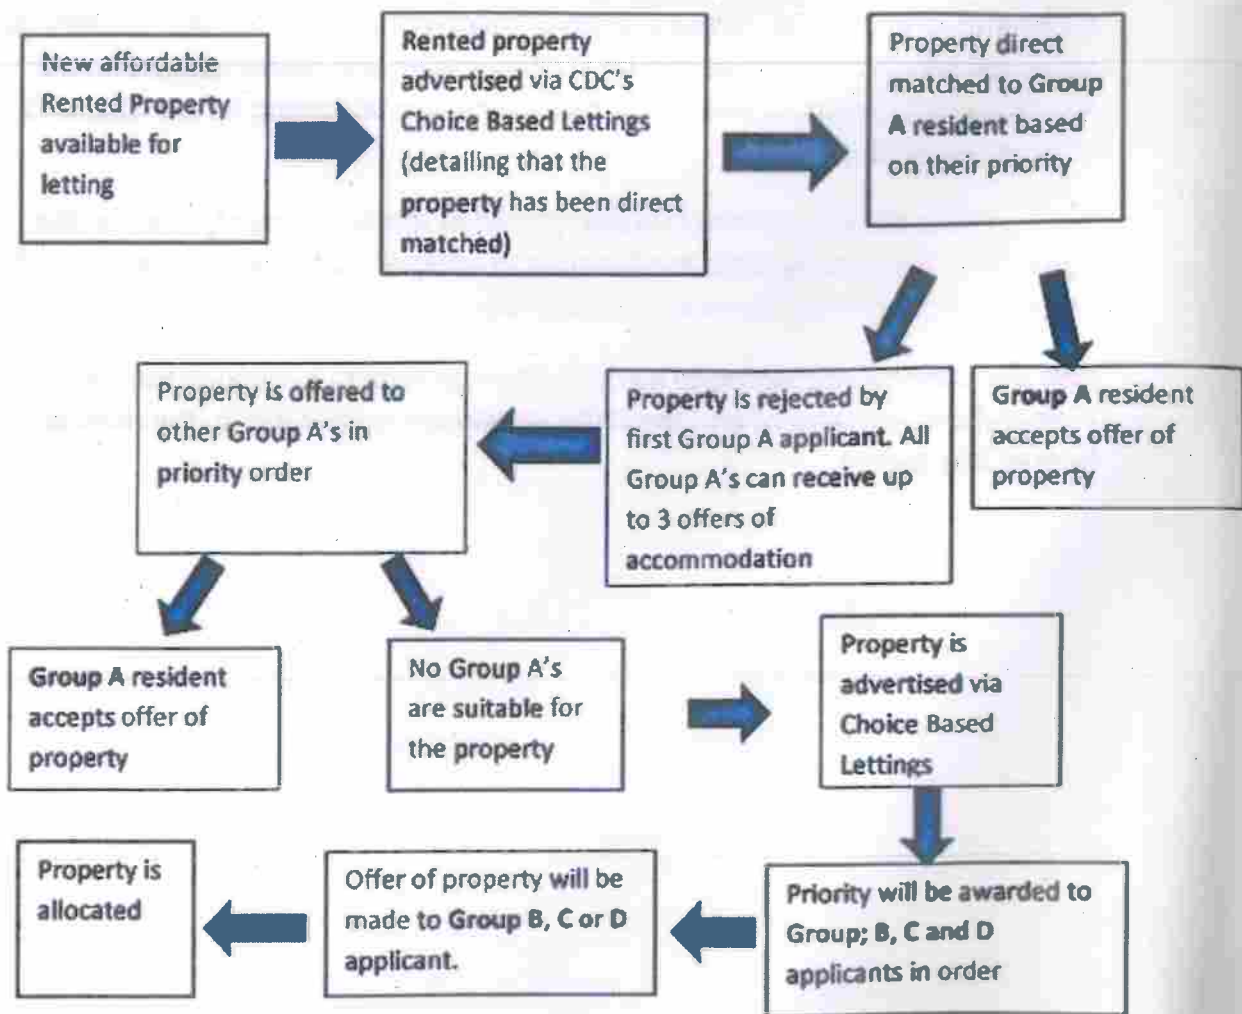 New affordable
Rented Property
available for
letting
Rented property
advertised via CDC's
Choice Based Lettings
(detailing that the
property has been direct
matched)
Property direct
matched to Group
A resident based
on their priority
Property is offered to
other Group A's in
priority order
Property is rejected by
first Group A applicant. All
Group A's can receive up
to 3 offers of
accommodation
Group A resident
accepts offer of
property
Group A resident
accepts offer of
property
No Group A's
are suitable for
the property
Property is
advertised via
Choice Based
Lettings
Property is
allocated
Offer of property will be
made to Group B, C or D
applicant.
Priority will be awarded to
Group; B, C and D
applicants in order